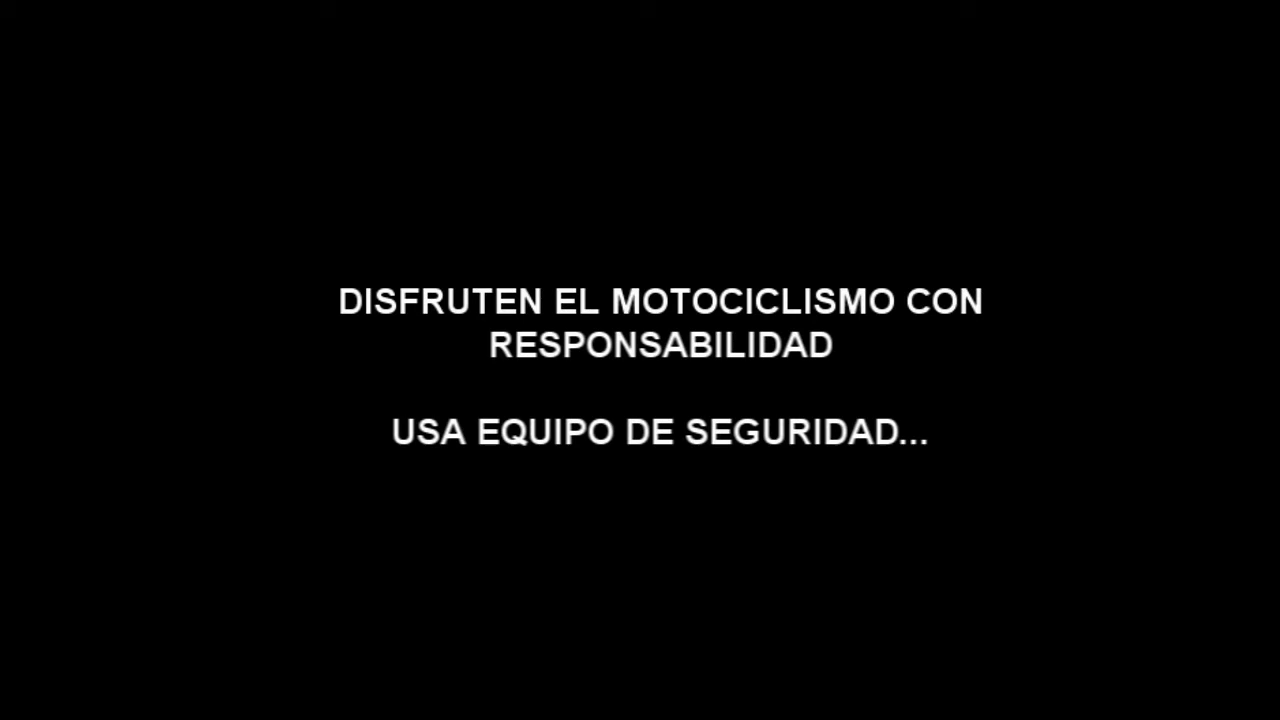 DISFRUTEN EL MOTOCICLISMO CON
RESPONSABILIDAD
USA EQUIPO DE SEGURIDAD...